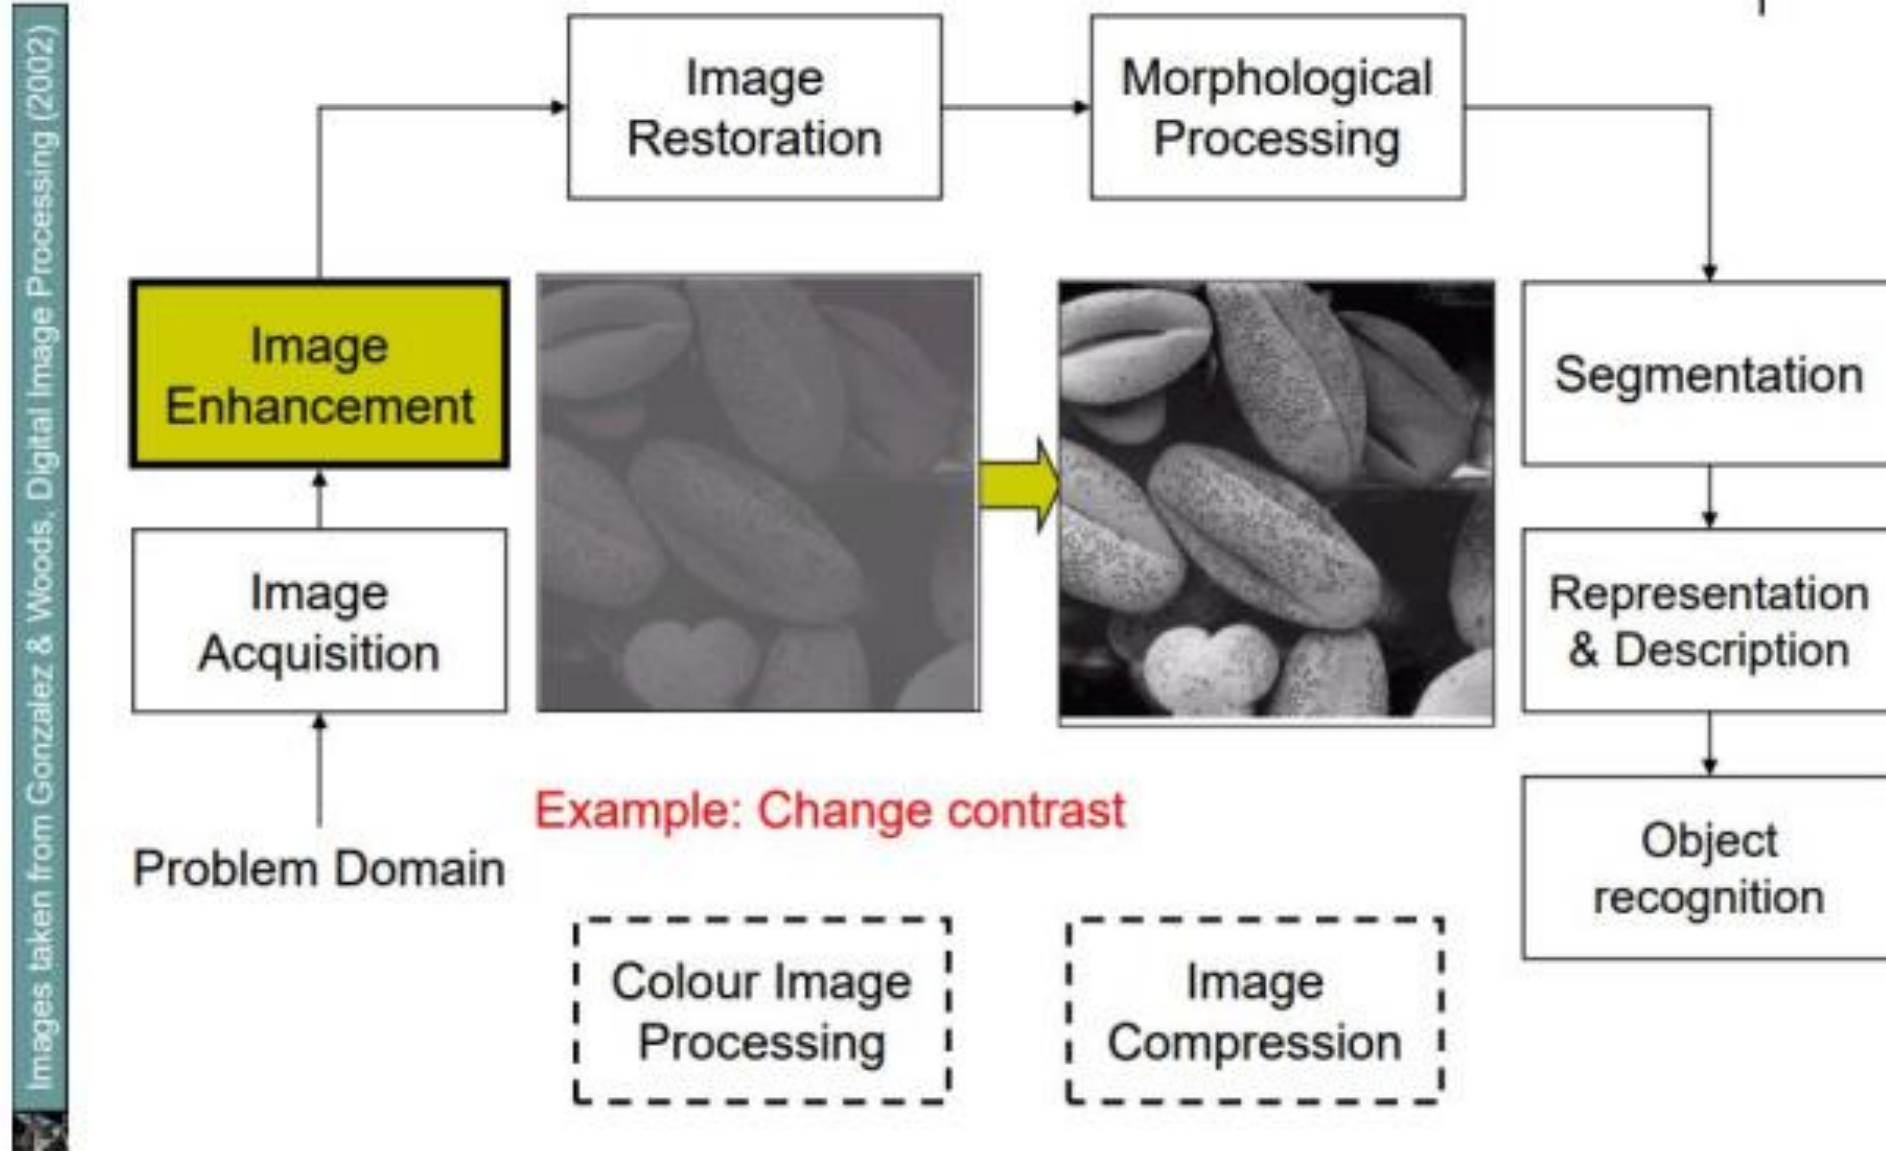 Images taken from Gonzalez & Woods, Digital Image Processing (2002)
Image
Restoration
Morphological
Processing
Image
Enhancement
Segmentation
Image
Acquisition
Representation
& Description
Example: Change contrast
Problem Domain
Object
recognition
Colour Image
Processing
Image
Compression